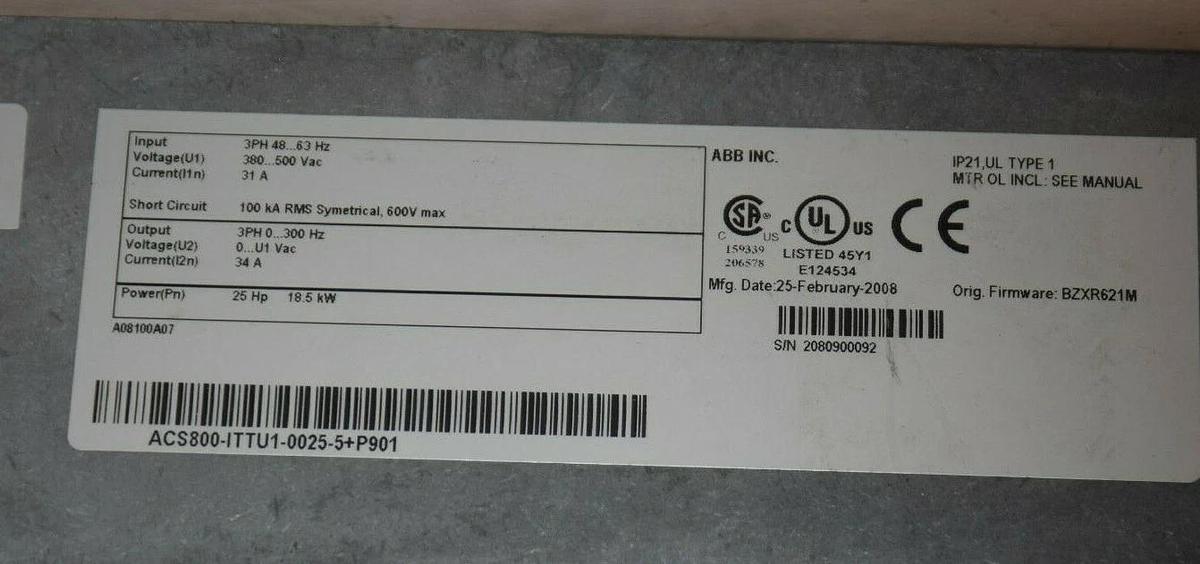 Input 3PH 48...63 Hz
Voltage(U1) 380...500 Vac
Current(I1n) 31 A
Short Circuit 100 kA RMS Symetrical, 600V max
Output 3PH 0...300 Hz
Voltage(U2) 0...U1 Vac
Current(I2n) 34 A
Power(Pn) 25 Hp 18.5 kW
A08100A07
ACS800-ITTU1-0025-5+P901
ABB INC.
IP21,UL TYPE 1
MTR OL INCL: SEE MANUAL
C SA ® US
159339
206578
C UL US
LISTED 45Y1
E124534
CE
Mfg. Date:25-February-2008
Orig. Firmware: BZXR621M
S/N 2080900092